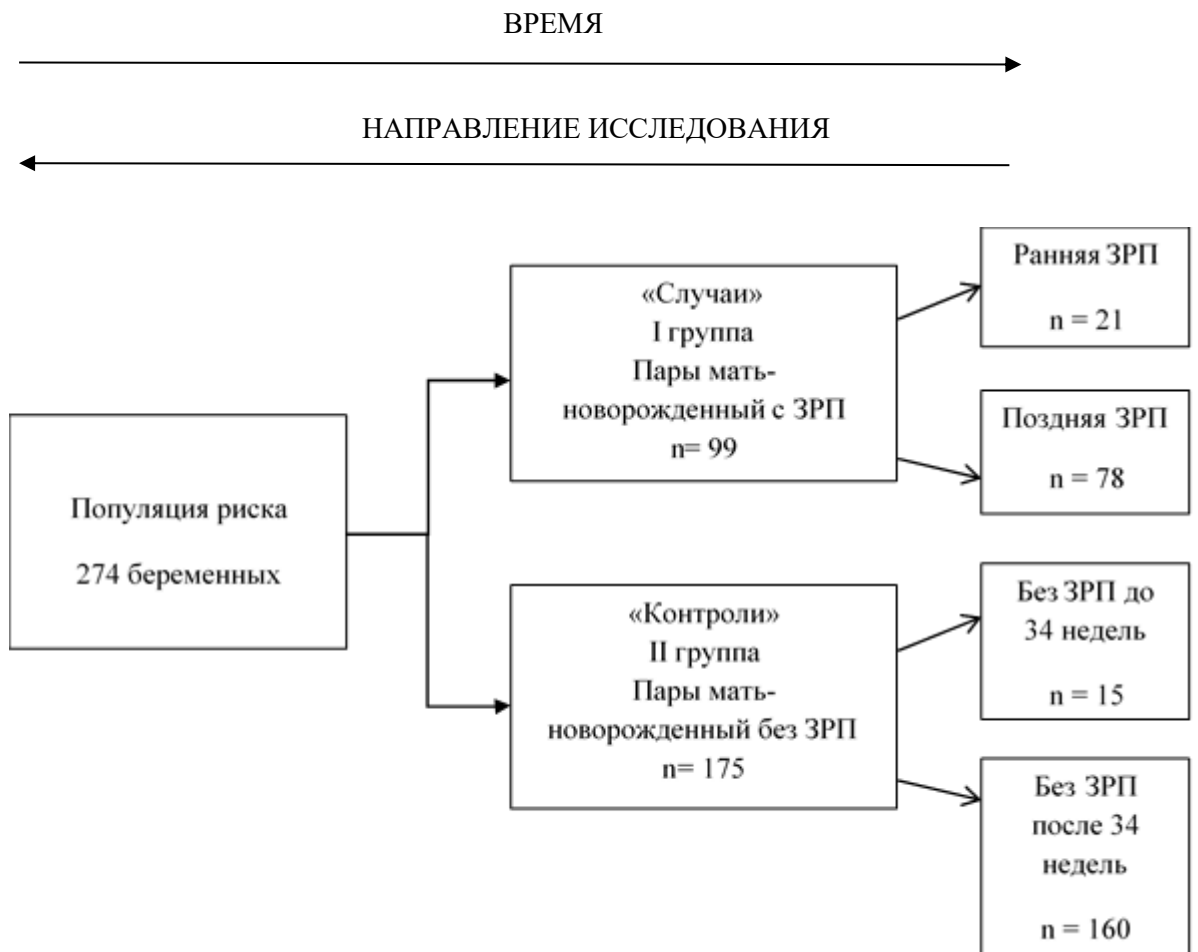 ВРЕМЯ
НАПРАВЛЕНИЕ ИССЛЕДОВАНИЯ
Популяция риска
274 беременных
«Случаи»
I группа
Пары мать-
новорожденный с ЗРП
n= 99
Ранняя ЗРП
n = 21
Поздняя ЗРП
n = 78
«Контроли»
II группа
Пары мать-
новорожденный без ЗРП
n= 175
Без ЗРП до
34 недель
n = 15
Без ЗРП
после 34
недель
n = 160